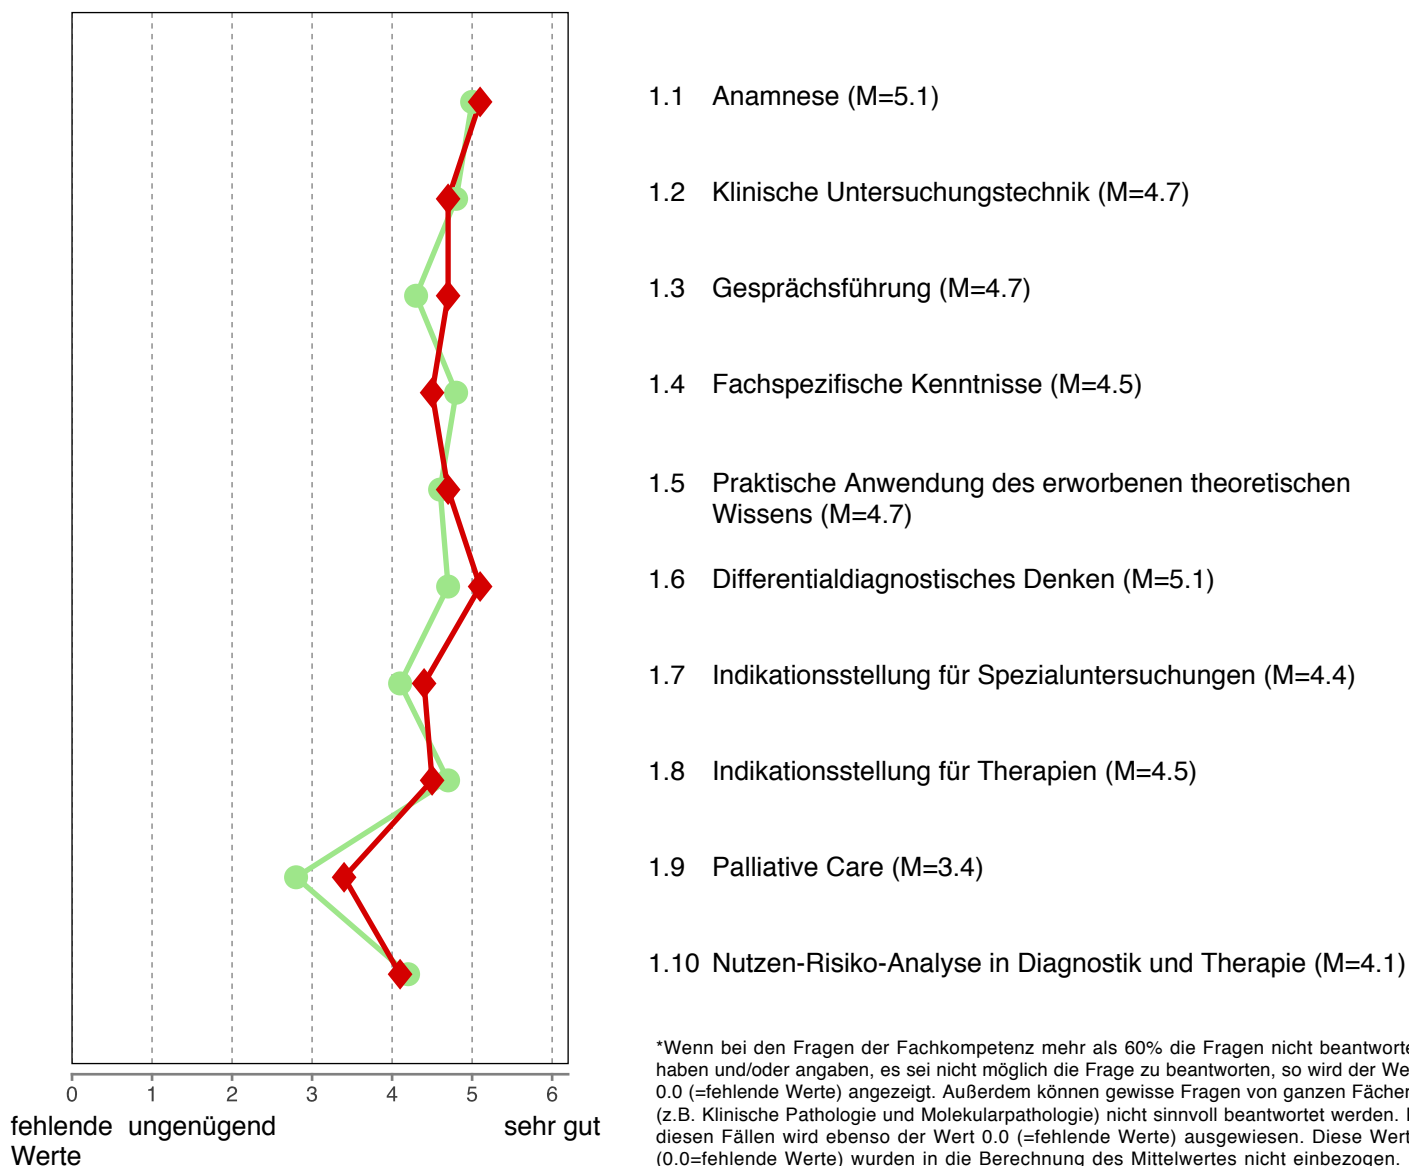 1.1 Anamnese (M=5.1)
1.2 Klinische Untersuchungstechnik (M=4.7)
1.3 Gesprächsführung (M=4.7)
1.4 Fachspezifische Kenntnisse (M=4.5)
1.5 Praktische Anwendung des erworbenen theoretischen
Wissens (M=4.7)
1.6 Differentialdiagnostisches Denken (M=5.1)
1.7 Indikationsstellung für Spezialuntersuchungen (M=4.4)
1.8 Indikationsstellung für Therapien (M=4.5)
1.9 Palliative Care (M=3.4)
1.10 Nutzen-Risiko-Analyse in Diagnostik und Therapie (M=4.1)
0 1 2 3 4 5 6
fehlende ungenügend sehr gut
Werte
*Wenn bei den Fragen der Fachkompetenz mehr als 60% die Fragen nicht
haben und/oder angaben, es sei nicht möglich die Frage zu beantworten, so wird der
0.0 (=fehlende Werte) angezeigt. Außerdem können gewisse Fragen von ganzen Fächer
(z.B. Klinische Pathologie und Molekularpathologie) nicht sinnvoll beantwortet werden.
diesen Fällen wird ebenso der Wert 0.0 (=fehlende Werte) ausgewiesen. Diese Wert
(0.0=fehlende Werte) wurden in die Berechnung des Mittelwertes nicht einbezogen.